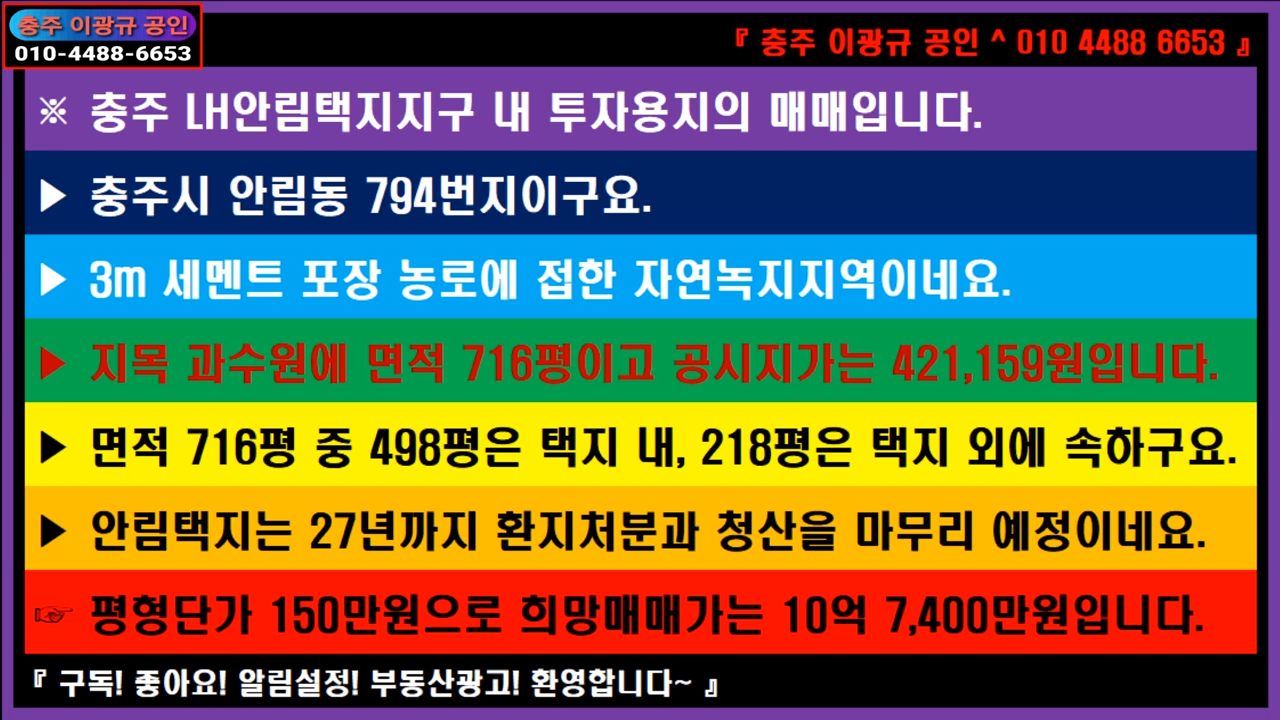 충주 이광규 공인
010-4488-6653
『 충주 이광규 공인 ^ 010 4488 6653 』
※ 충주 LH안림택지지구 내 투자용지의 매매입니다.
▶ 충주시 안림동 794번지이구요.
▶ 3m 세멘트 포장 농로에 접한 자연녹지지역이네요.
▶ 지목 과수원에 면적 716평이고 공시지가는 421,159원입니다.
▶ 면적 716평 중 498평은 택지 내, 218평은 택지 외에 속하구요.
▶ 안림택지는 27년까지 환지처분과 청산을 마무리 예정이네요.
☞ 평형단가 150만원으로 희망매매가는 10억 7,400만원입니다.
『 구독! 좋아요! 알림설정! 부동산광고! 환영합니다~ 』